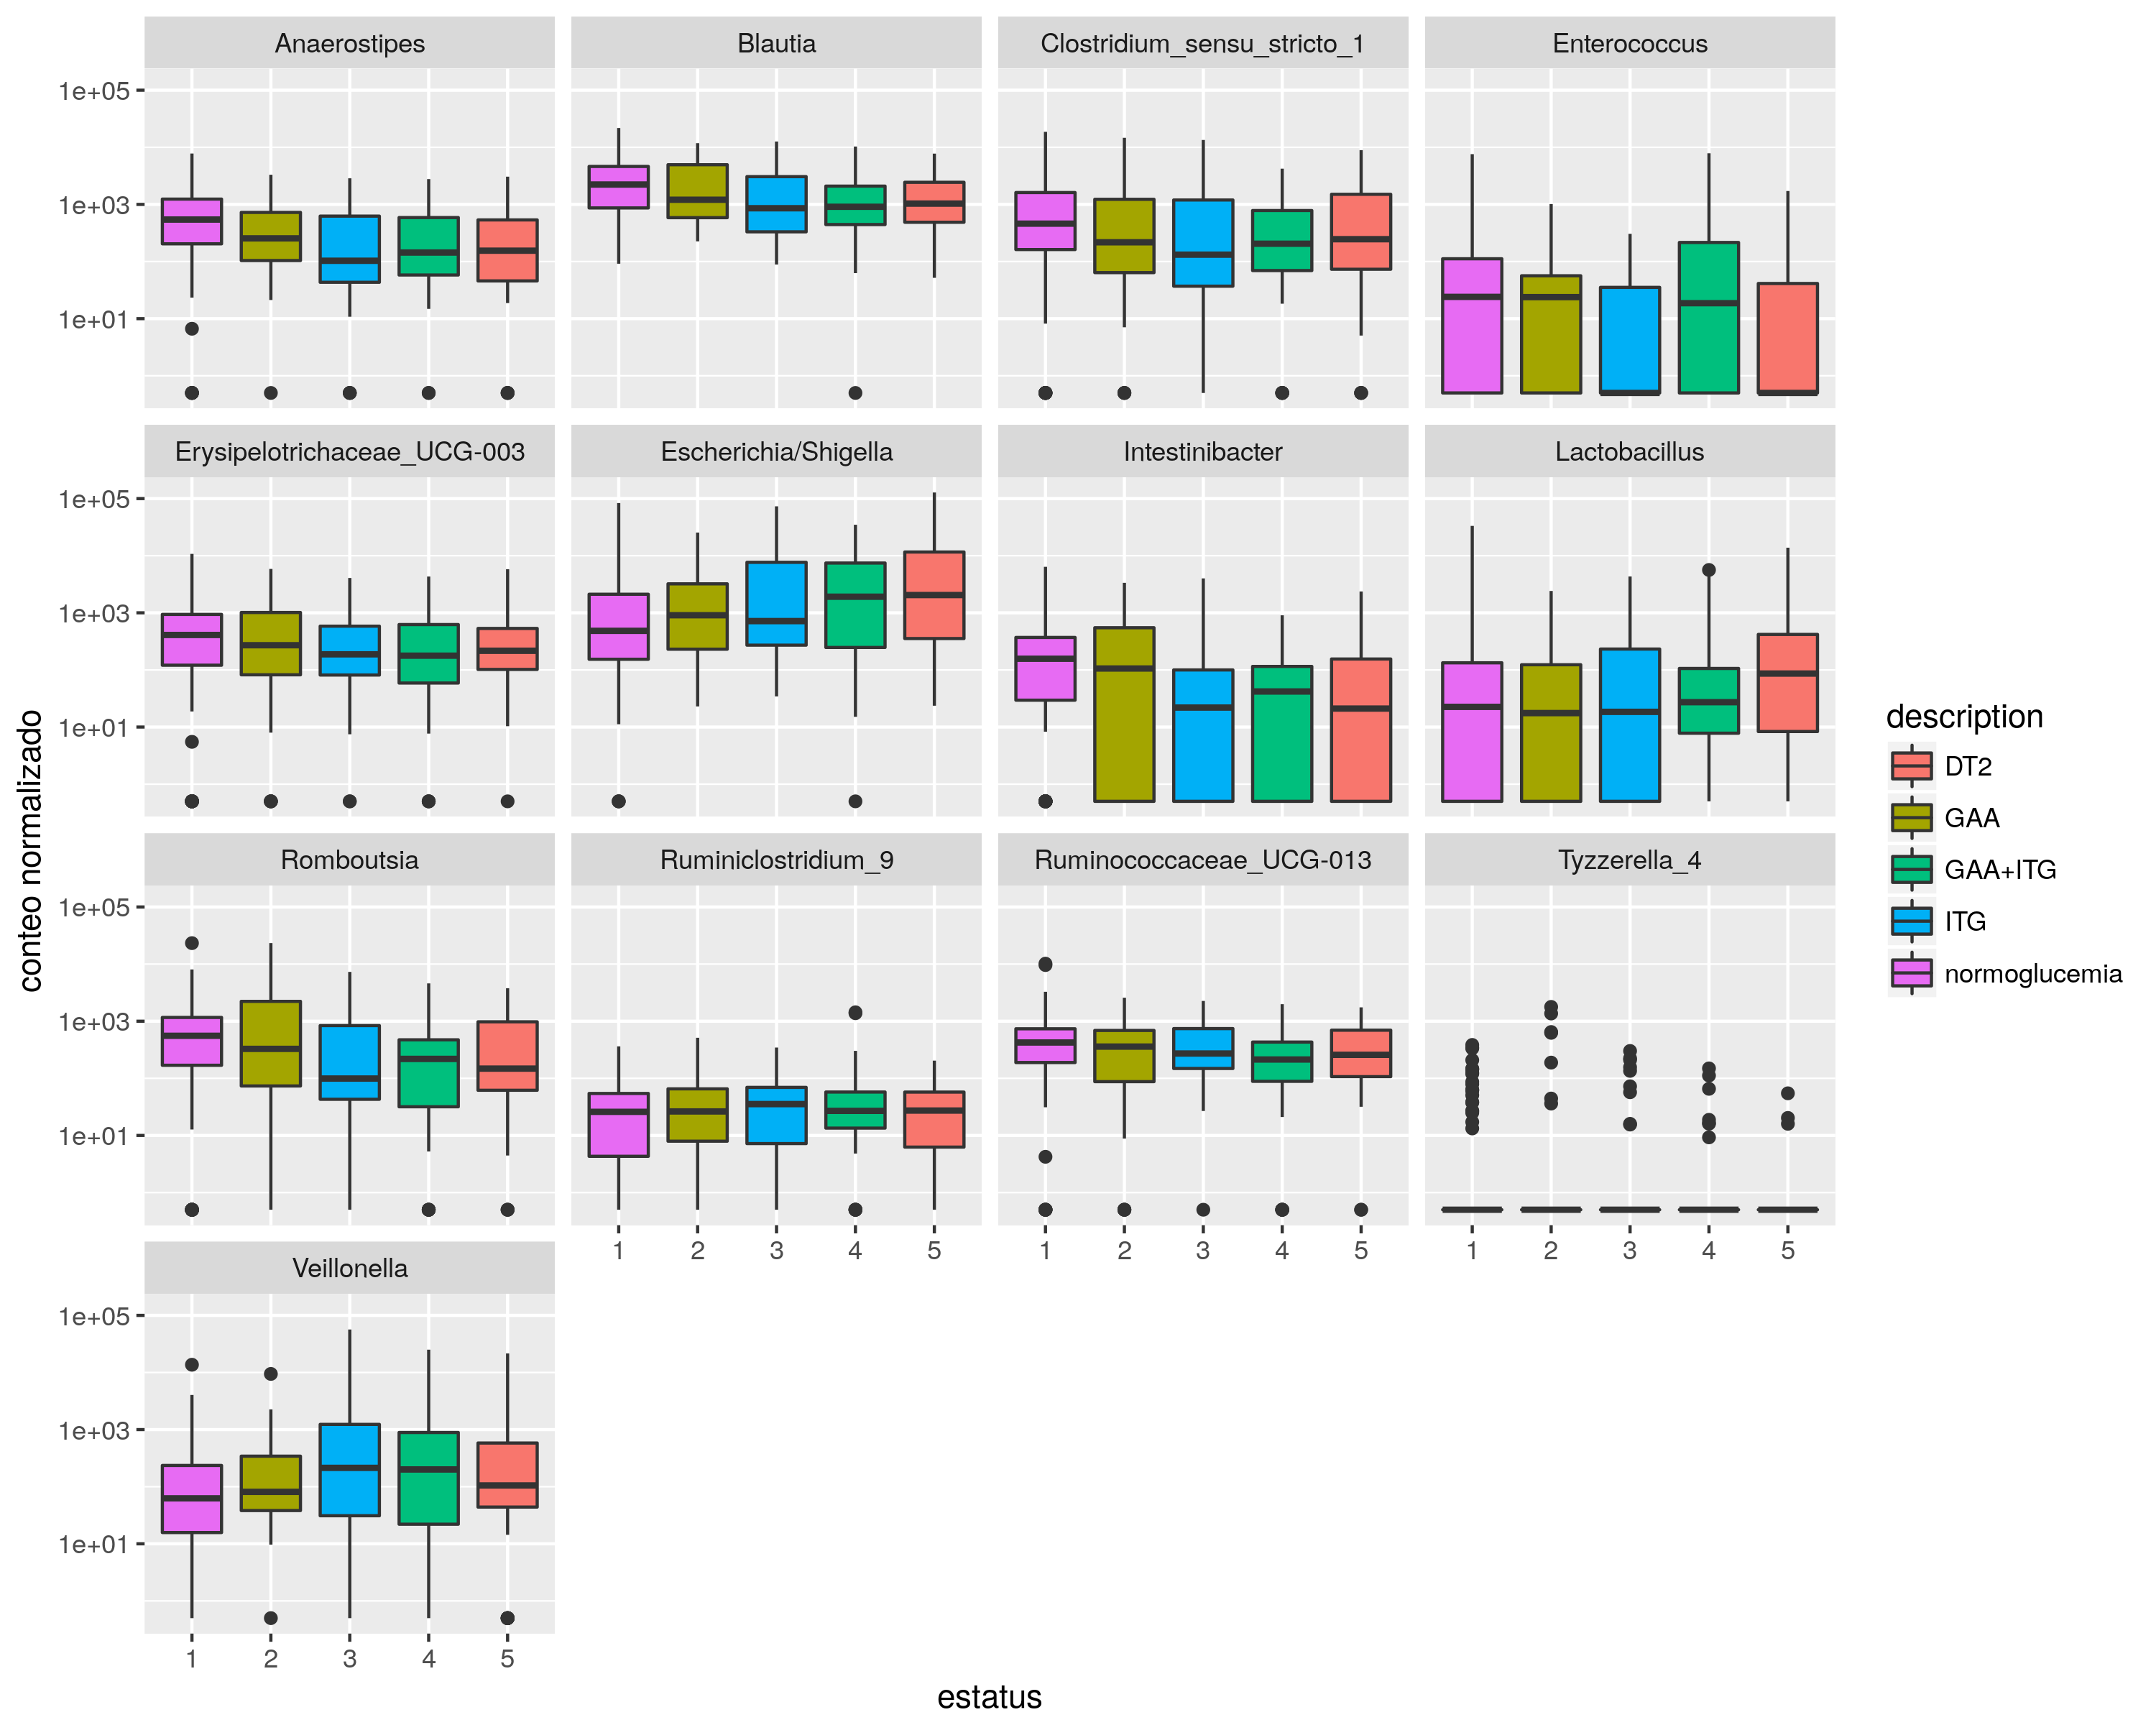 Anaerostipes
Blautia
Clostridium_sensu_stricto_1
Enterococcus
1e+05
1e+03
1e+01
Erysipelotrichaceae_UCG-003
Escherichia/Shigella
Intestinibacter
Lactobacillus
1e+05
1e+03
1e+01
Romboutsia
Ruminiclostridium_9
Ruminococcaceae_UCG-013
Tyzzerella_4
1e+05
1e+03
1e+01
1 2 3 4 5
1 2 3 4 5
1 2 3 4 5
Veillonella
1e+05
1e+03
1e+01
1 2 3 4 5
conteo normalizado
estatus
description
DT2
GAA
GAA+ITG
ITG
normoglucemia